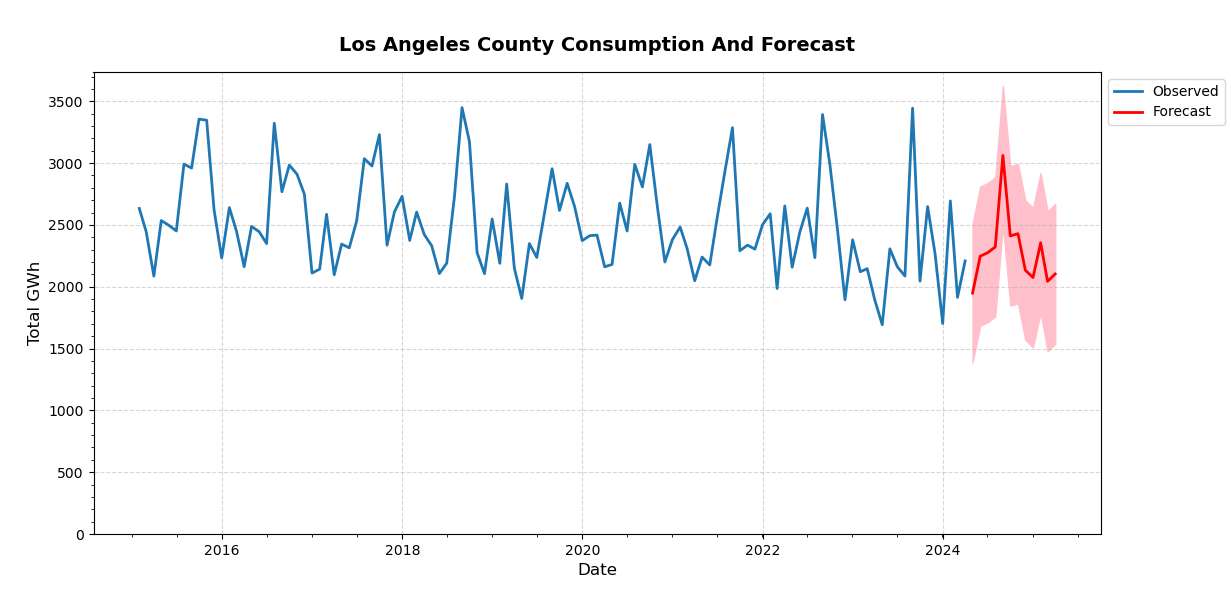 Los Angeles County Consumption And Forecast
Observed
Forecast
Total GWh
3500
3000
2500
2000
1500
1000
500
0
2016 2018 2020 2022 2024
Date